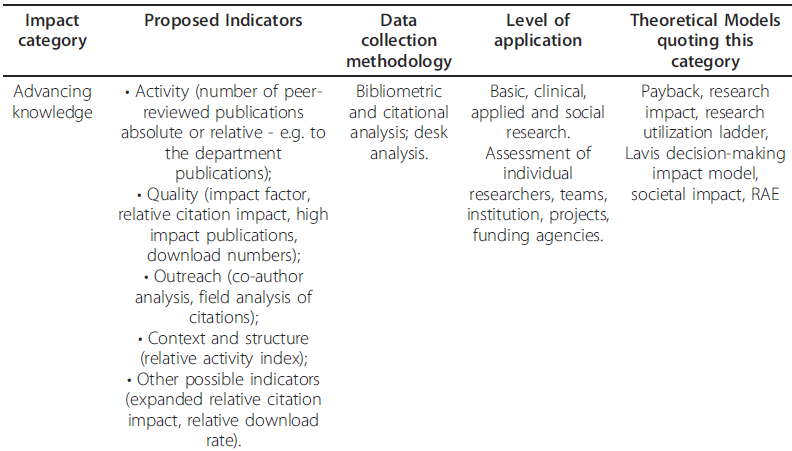 Impact
category
Proposed Indicators
Data
collection
methodology
Level of
application
Theoretical Models
quoting this
category
Advancing
knowledge
• Activity (number of peer-
reviewed publications
absolute or relative - e.g. to
the department
publications);
• Quality (impact factor,
relative citation impact, high
impact publications,
download numbers);
• Outreach (co-author
analysis, field analysis of
citations);
• Context and structure
(relative activity index);
• Other possible indicators
(expanded relative citation
impact, relative download
rate).
Bibliometric
and citational
analysis; desk
analysis.
Basic, clinical,
applied and social
research.
Assessment of
individual
researchers, teams,
institution, projects,
funding agencies.
Payback, research
impact, research
utilization ladder,
Lavis decision-making
impact model,
societal impact, RAE